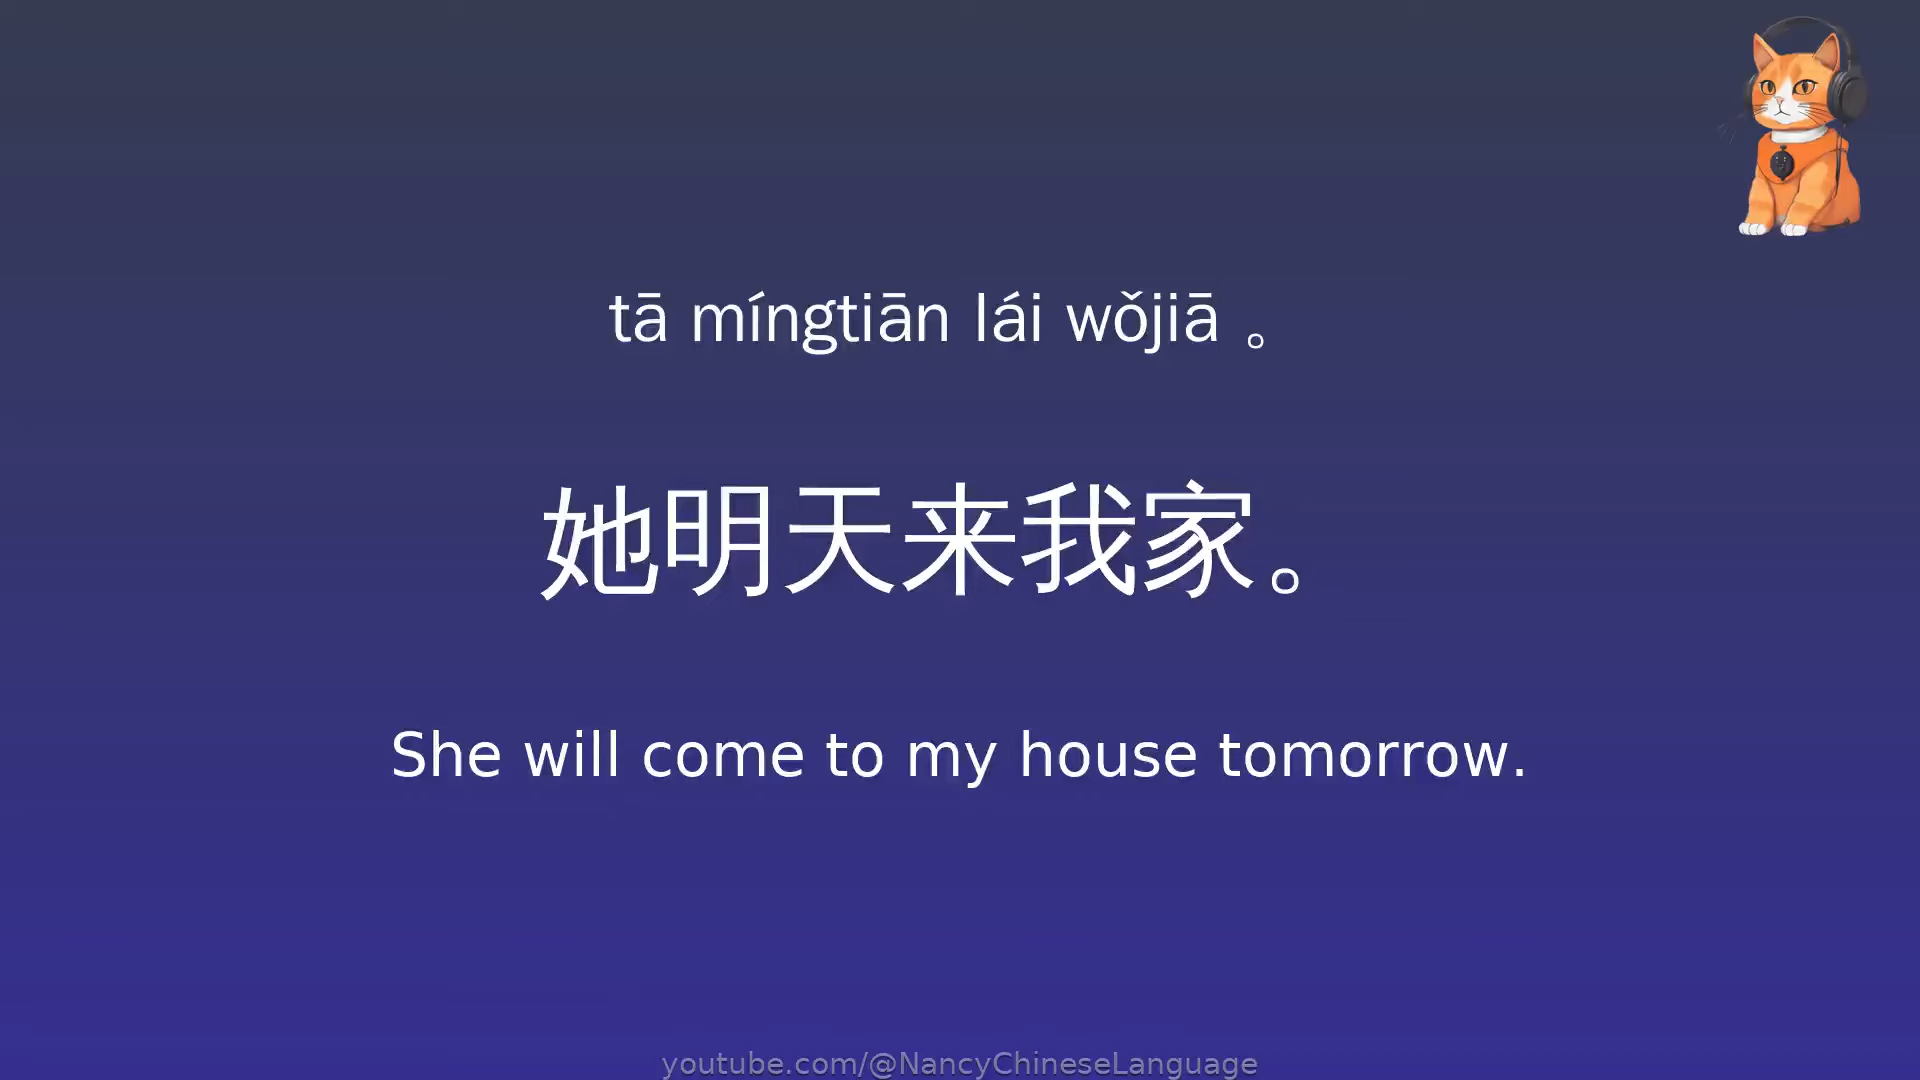 tā míngtiān lái wǒjiā 。
她明天来我家。
She will come to my house tomorrow.
youtube.com/@NancyChineseLanguage